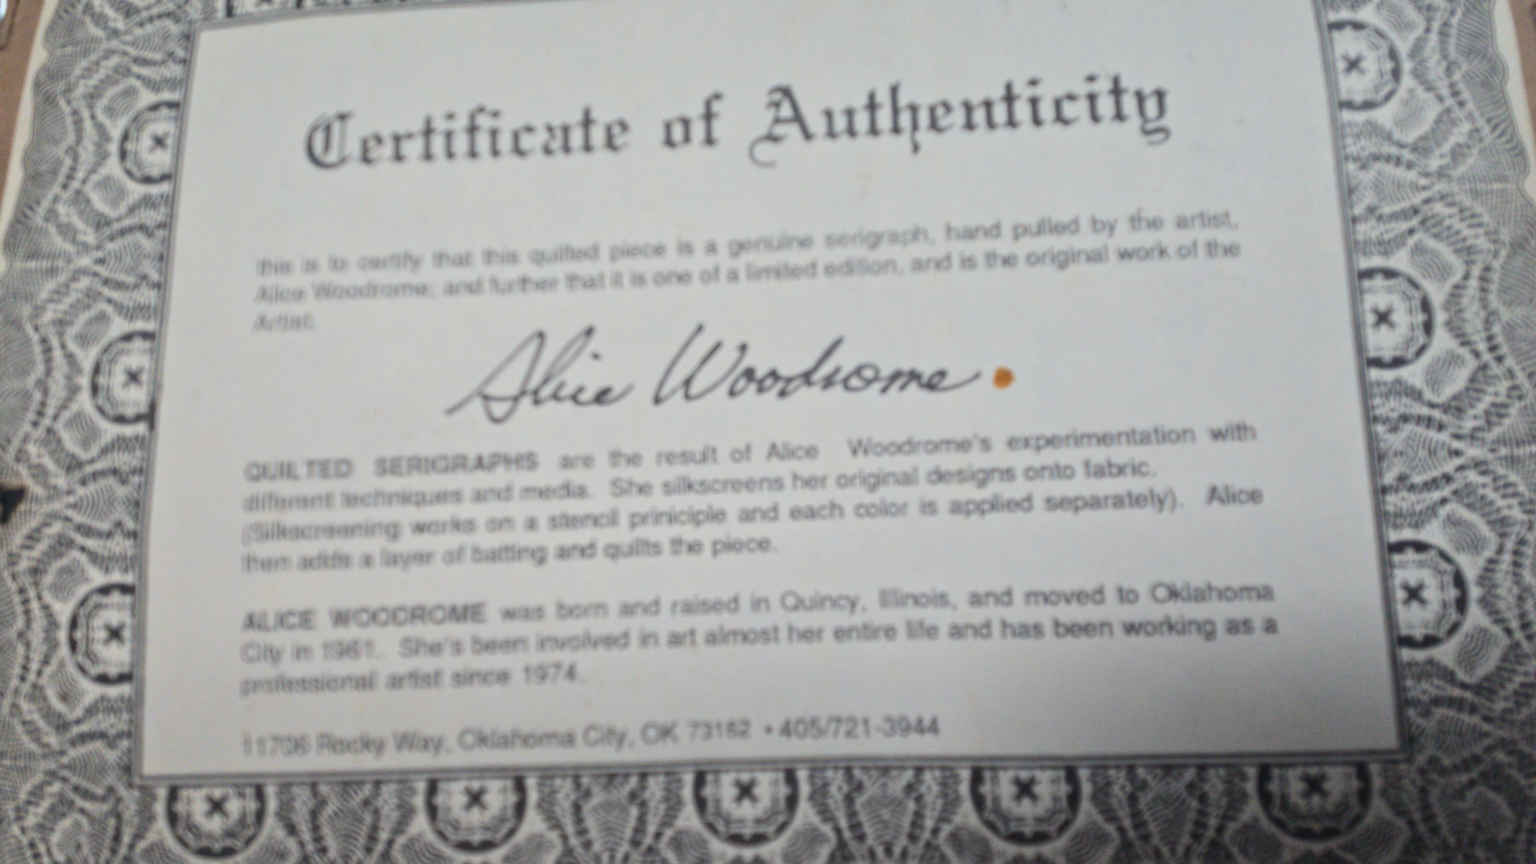 Certificate of Authenticity
This is to certify that this quilted piece is a genuine serigraph, hand pulled by the artist,
Alice Woodrome; and further that it is one of a limited edition, and is the original work of the
Artist.
Alice Woodrome
QUILTED SERIGRAPHS are the result of Alice Woodrome's experimentation with
different techniques and media. She silkscreens her original designs onto fabric.
(Silkscreening works on a stencil priniciple and each color is applied separately). Alice
then adds a layer of batting and quilts the piece.
ALICE WOODROME was born and raised in Quincy, Illinois, and moved to Oklahoma
City in 1961. She's been involved in art almost her entire life and has been working as a
professional artist since 1974.
11706 Rocky Way, Oklahoma City, OK 73162 • 405/721-3944